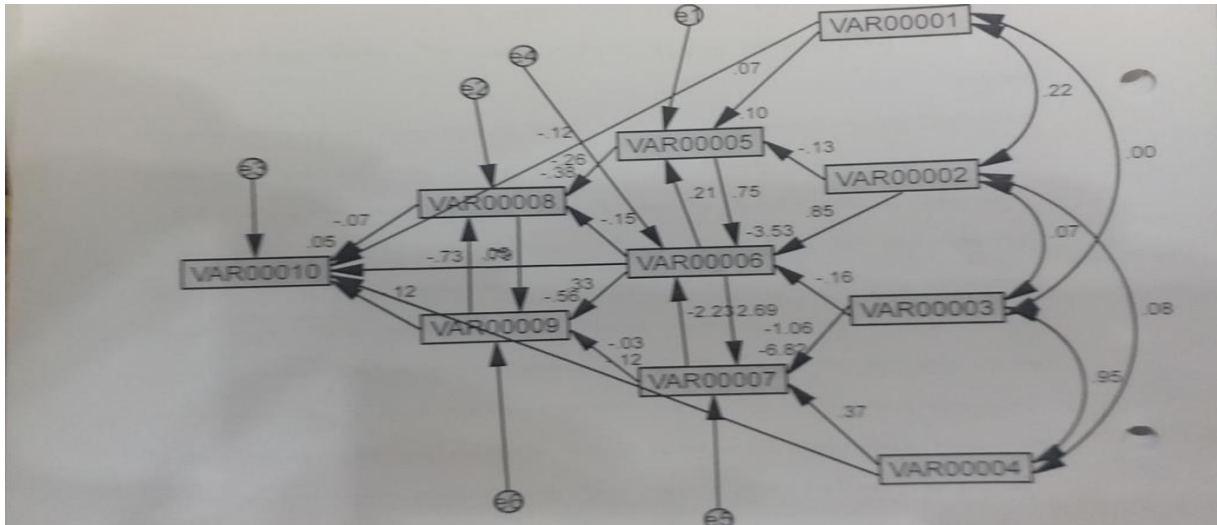 e1
VAR00001
e4
.07
e2
.22
.10
-.12
VAR00005
-.13
.00
e3
-.26
-.38
VAR00002
VAR00008
.21
.75
-.07
-.15
.85
.05
-3.53
.07
VAR00010
-.73
VAR00006
-.16
.33
.12
-.56
-2.23
2.69
VAR00003
.08
VAR00009
-1.06
-.03
-6.82
.12
VAR00007
.95
.37
VAR00004
e6
e5